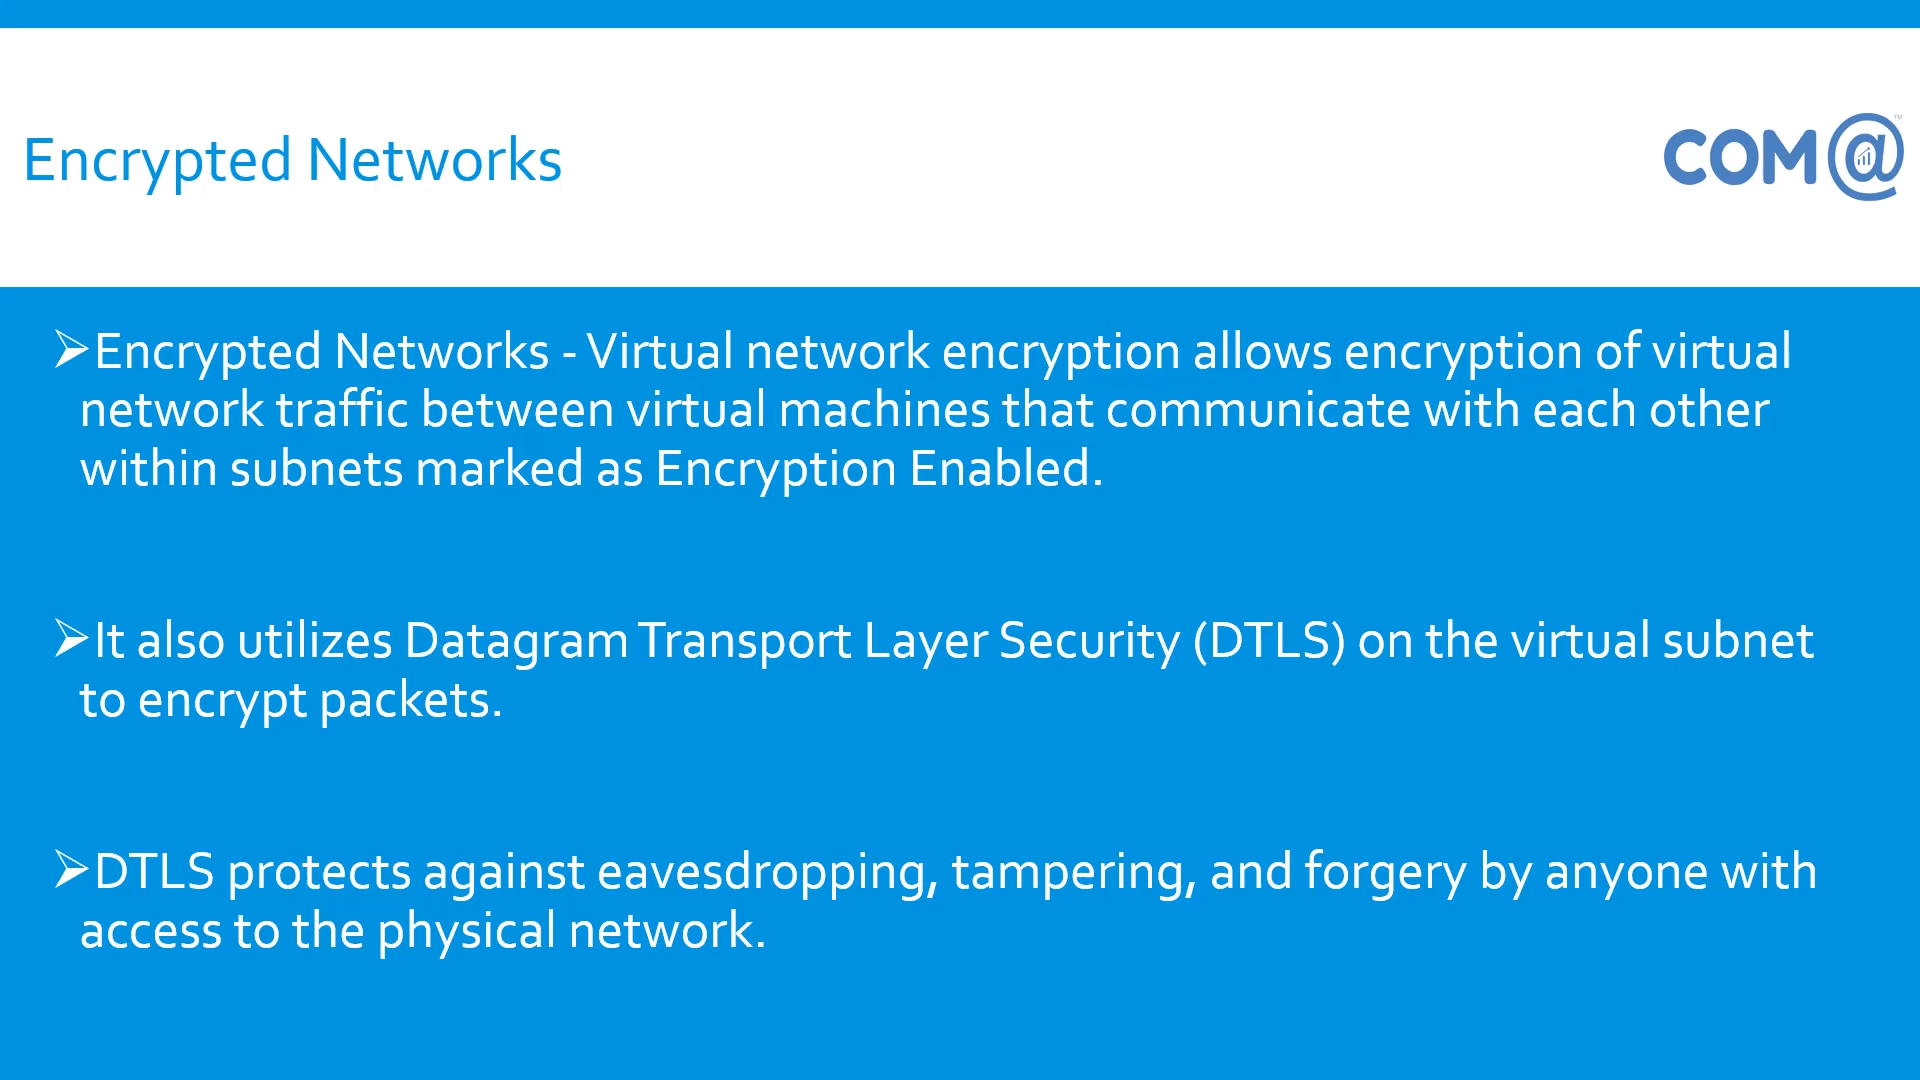 Encrypted Networks
COM@
TM
➢Encrypted Networks - Virtual network encryption allows encryption of virtual
network traffic between virtual machines that communicate with each other
within subnets marked as Encryption Enabled.
➢It also utilizes Datagram Transport Layer Security (DTLS) on the virtual subnet
to encrypt packets.
➢DTLS protects against eavesdropping, tampering, and forgery by anyone with
access to the physical network.